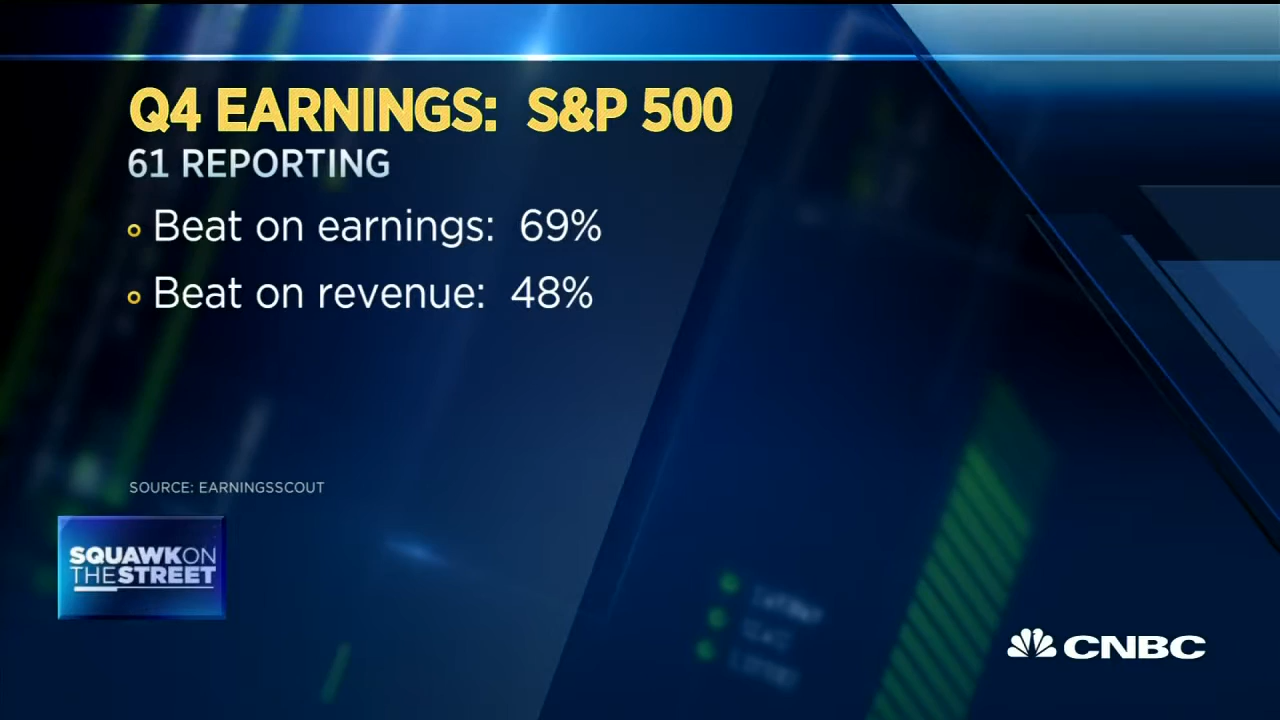 Q4 EARNINGS: S&P 500
61 REPORTING
Beat on earnings: 69%
Beat on revenue: 48%
SOURCE: EARNINGSSCOUT
SQUAWK ON
THE STREET
CNBC